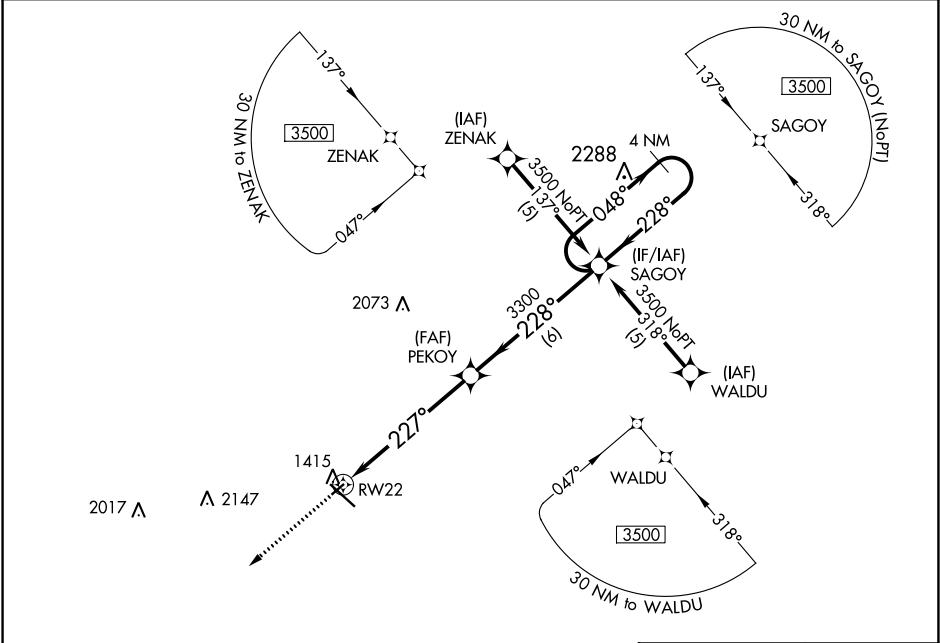 30 NM to SAGOY (NoPT)
137°
3500
SAGOY
318°
137°
3500
ZENAK
047°
30 NM to ZENAK
(IAF)
ZENAK
3500 NoPT
137°
(5)
2288
4 NM
048°
228°
(IF/IAF)
SAGOY
3500 NoPT
318°
(5)
(IAF)
WALDU
2073
3300
228°
(6)
(FAF)
PEKOY
227°
1415
RW22
2017
2147
047°
WALDU
318°
3500
30 NM to WALDU